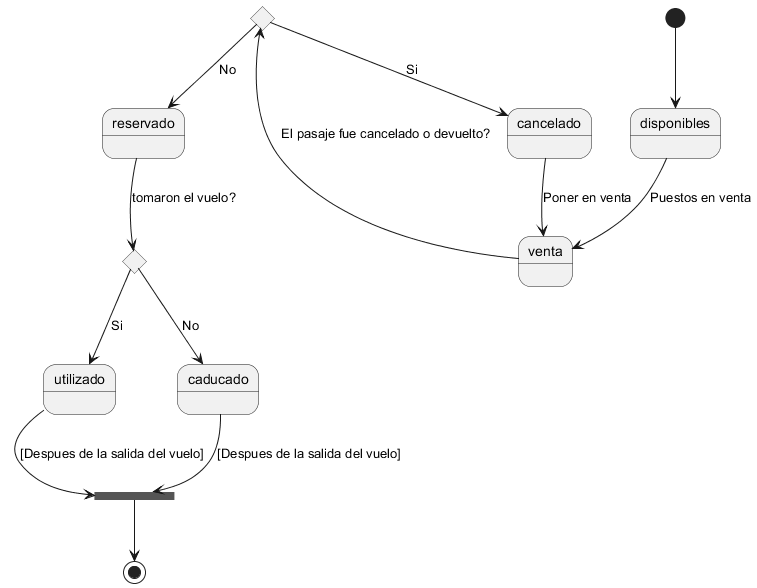 No
Si
reservado
cancelado
disponibles
El pasaje fue cancelado o devuelto?
tomaron el vuelo?
Poner en venta
Puestos en venta
venta
Si
No
utilizado
caducado
[Despues de la salida del vuelo]
[Despues de la salida del vuelo]